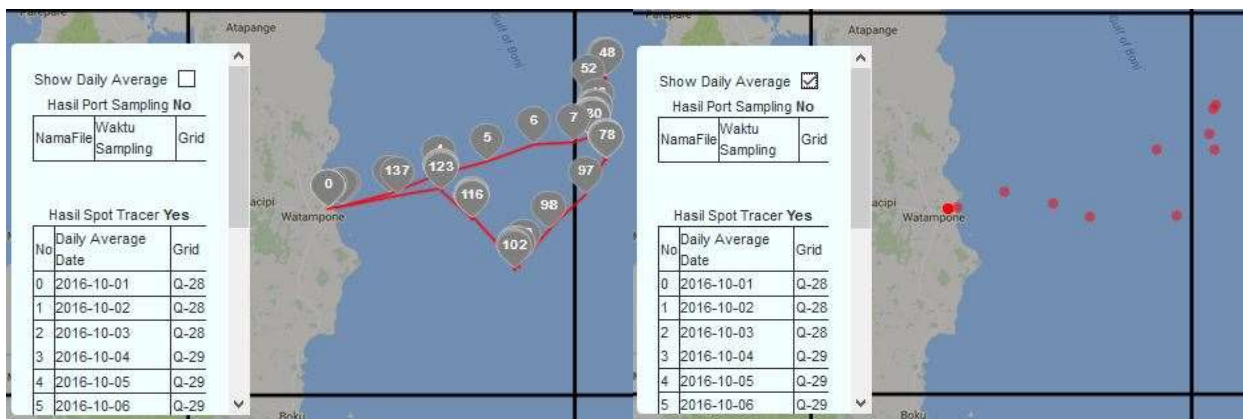 Parepare
Atapange
Gulf of Boni
Show Daily Average
Hasil Port Sampling No
NamaFile Waktu Sampling Grid
Hasil Spot Tracer Yes
No Daily Average Date Grid
0 2016-10-01 Q-28
1 2016-10-02 Q-28
2 2016-10-03 Q-28
3 2016-10-04 Q-29
4 2016-10-05 Q-29
5 2016-10-06 Q-29
acipi
Watampone
Boku
0
137
123
116
5
6
7
48
52
80
78
97
98
102
Atapange
Gulf of Boni
Show Daily Average
Hasil Port Sampling No
NamaFile Waktu Sampling Grid
Hasil Spot Tracer Yes
No Daily Average Date Grid
0 2016-10-01 Q-28
1 2016-10-02 Q-28
2 2016-10-03 Q-28
3 2016-10-04 Q-29
4 2016-10-05 Q-29
5 2016-10-06 Q-29
acipi
Watampone